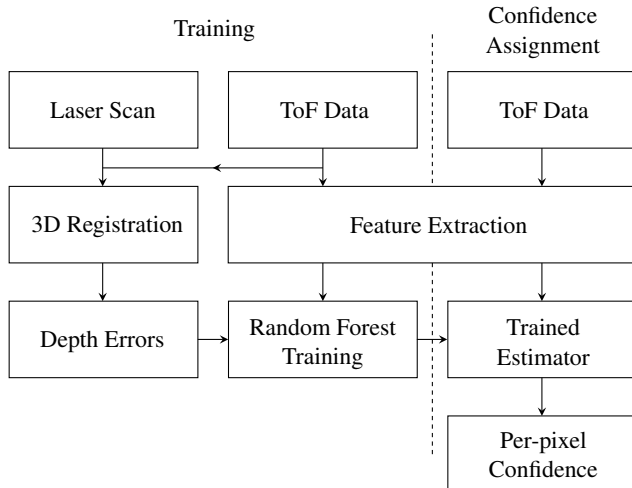 Training
Confidence
Assignment
Laser Scan
ToF Data
ToF Data
3D Registration
Feature Extraction
Depth Errors
Random Forest
Training
Trained
Estimator
Per-pixel
Confidence